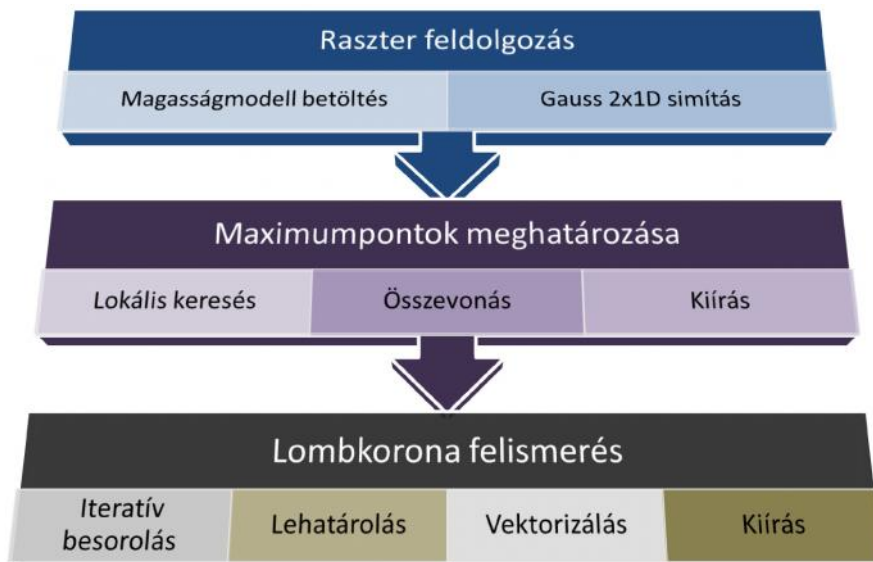 Raszter feldolgozás
Magasságmodell betöltés
Gauss 2x1D simítás
Maximumpontok meghatározása
Lokális keresés
Összevonás
Kiírás
Lombkorona felismerés
Iteratív
besorolás
Lehatárolás
Vektorizálás
Kiírás